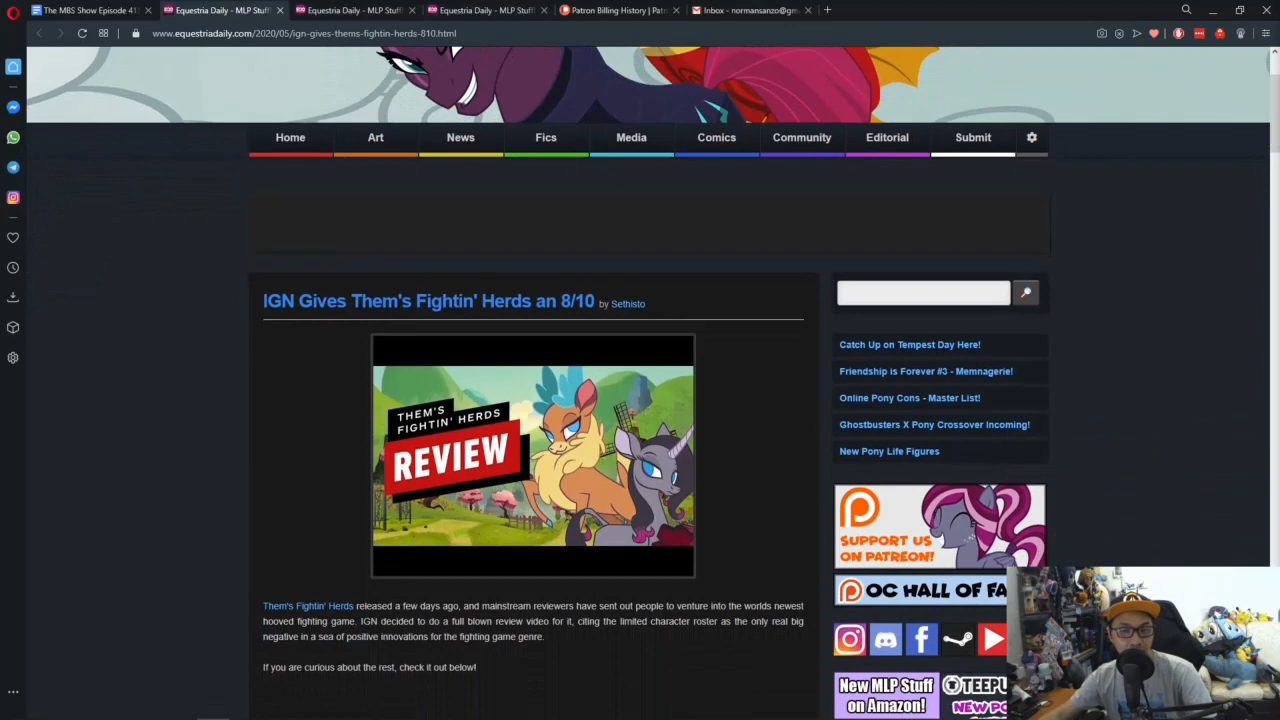 The MBS Show Episode 41
Equestria Daily - MLP Stuff
Equestria Daily - MLP Stuff
Equestria Daily - MLP Stuff
Patron Billing History | Pat
Inbox - normansanzo@gm
www.equestriadaily.com/2020/05/ign-gives-thems-fightin-herds-810.html
Home Art News Fics Media Comics Community Editorial Submit
IGN Gives Them's Fightin' Herds an 8/10 by Sethisto
THEM'S
FIGHTIN' HERDS
REVIEW
Them's Fightin' Herds released a few days ago, and mainstream reviewers have sent out people to venture into the worlds newest
hooved fighting game. IGN decided to do a full blown review video for it, citing the limited character roster as the only real big
negative in a sea of positive innovations for the fighting game genre.
If you are curious about the rest, check it out below!
Catch Up on Tempest Day Here!
Friendship is Forever #3 - Memnagerie!
Online Pony Cons - Master List!
Ghostbusters X Pony Crossover Incoming!
New Pony Life Figures
SUPPORT US
ON PATREON!
OC HALL OF FA
New MLP Stuff
on Amazon!
TEEPU
NEW PO